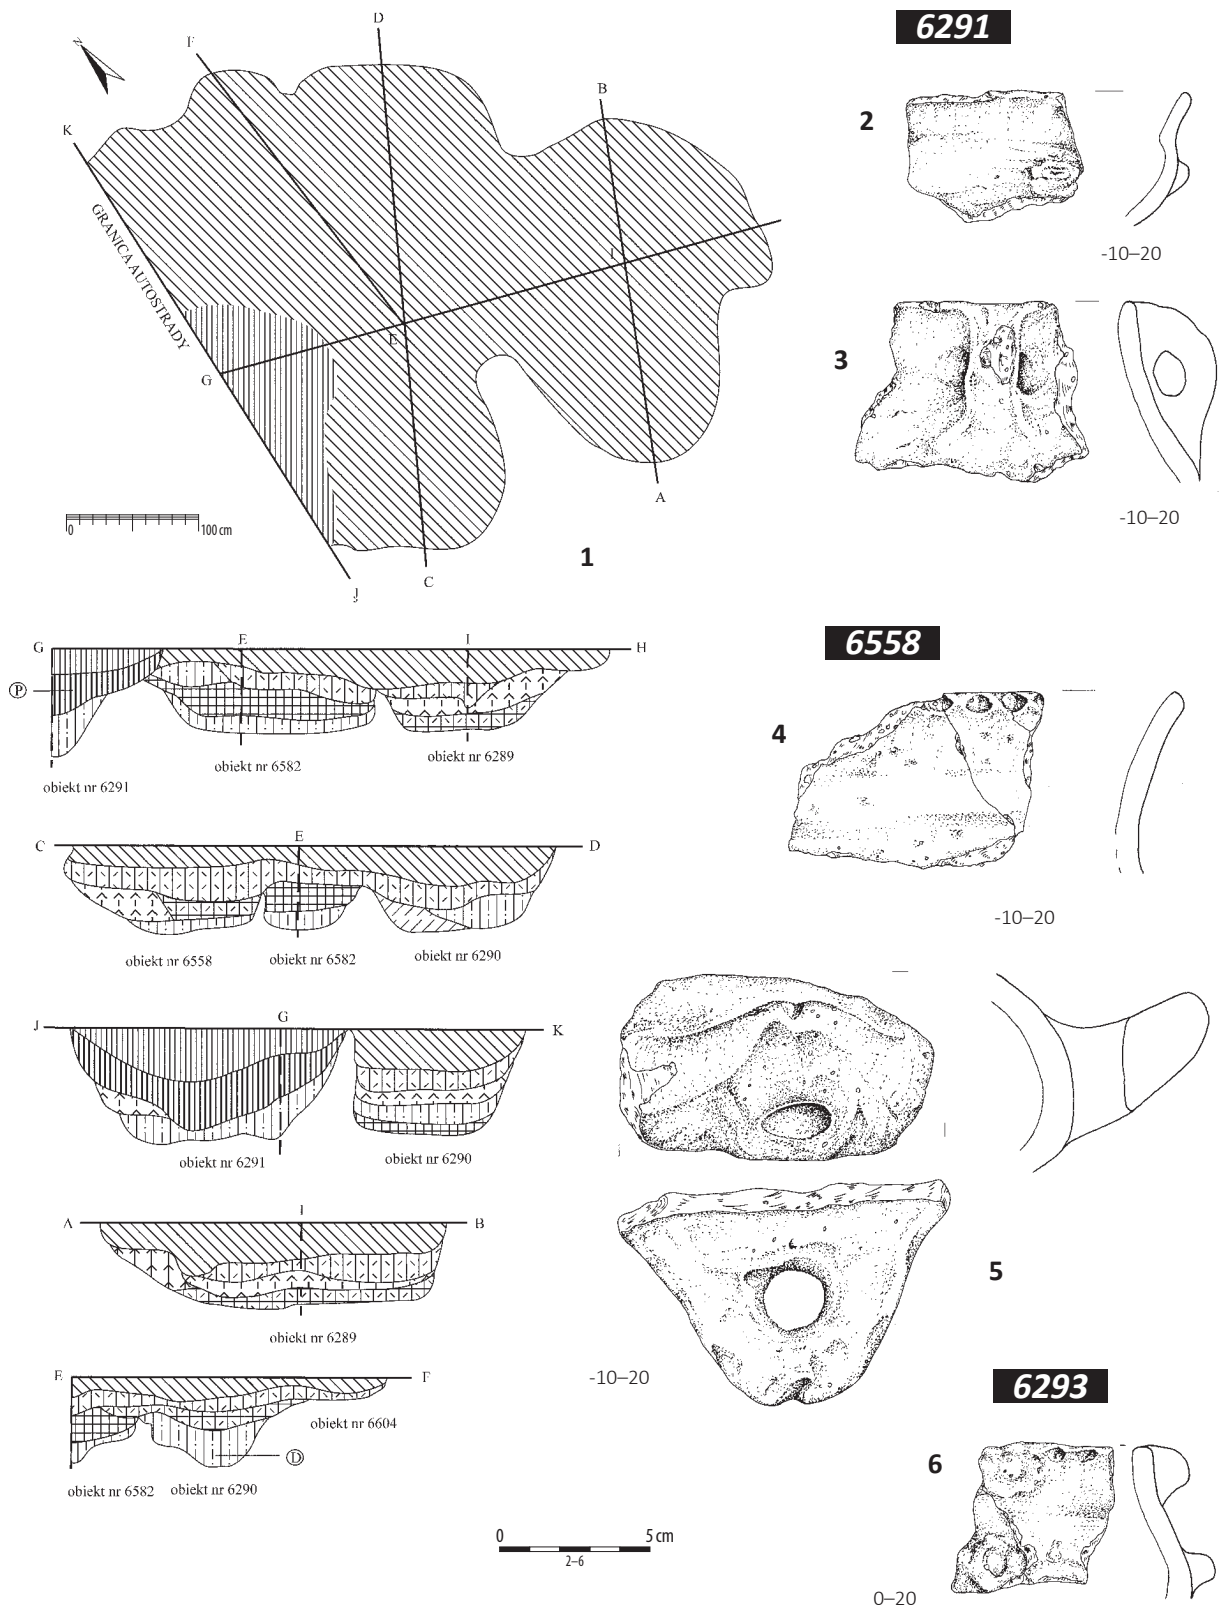 D
6291
F
B
2
K
GRANICA AUTOSTRADY
I
-10–20
E
G
3
A
0 100 cm
-10–20
1
C
J
G E I H
6558
P
4
obiekt nr 6289
obiekt nr 6582
obiekt nr 6291
C E D
-10–20
obiekt nr 6558 obiekt nr 6582 obiekt nr 6290
J G K
obiekt nr 6291 obiekt nr 6290
A I B
5
obiekt nr 6289
-10–20
E F
6293
obiekt nr 6604
D
6
obiekt nr 6582 obiekt nr 6290
0 5 cm
2–6
0–20